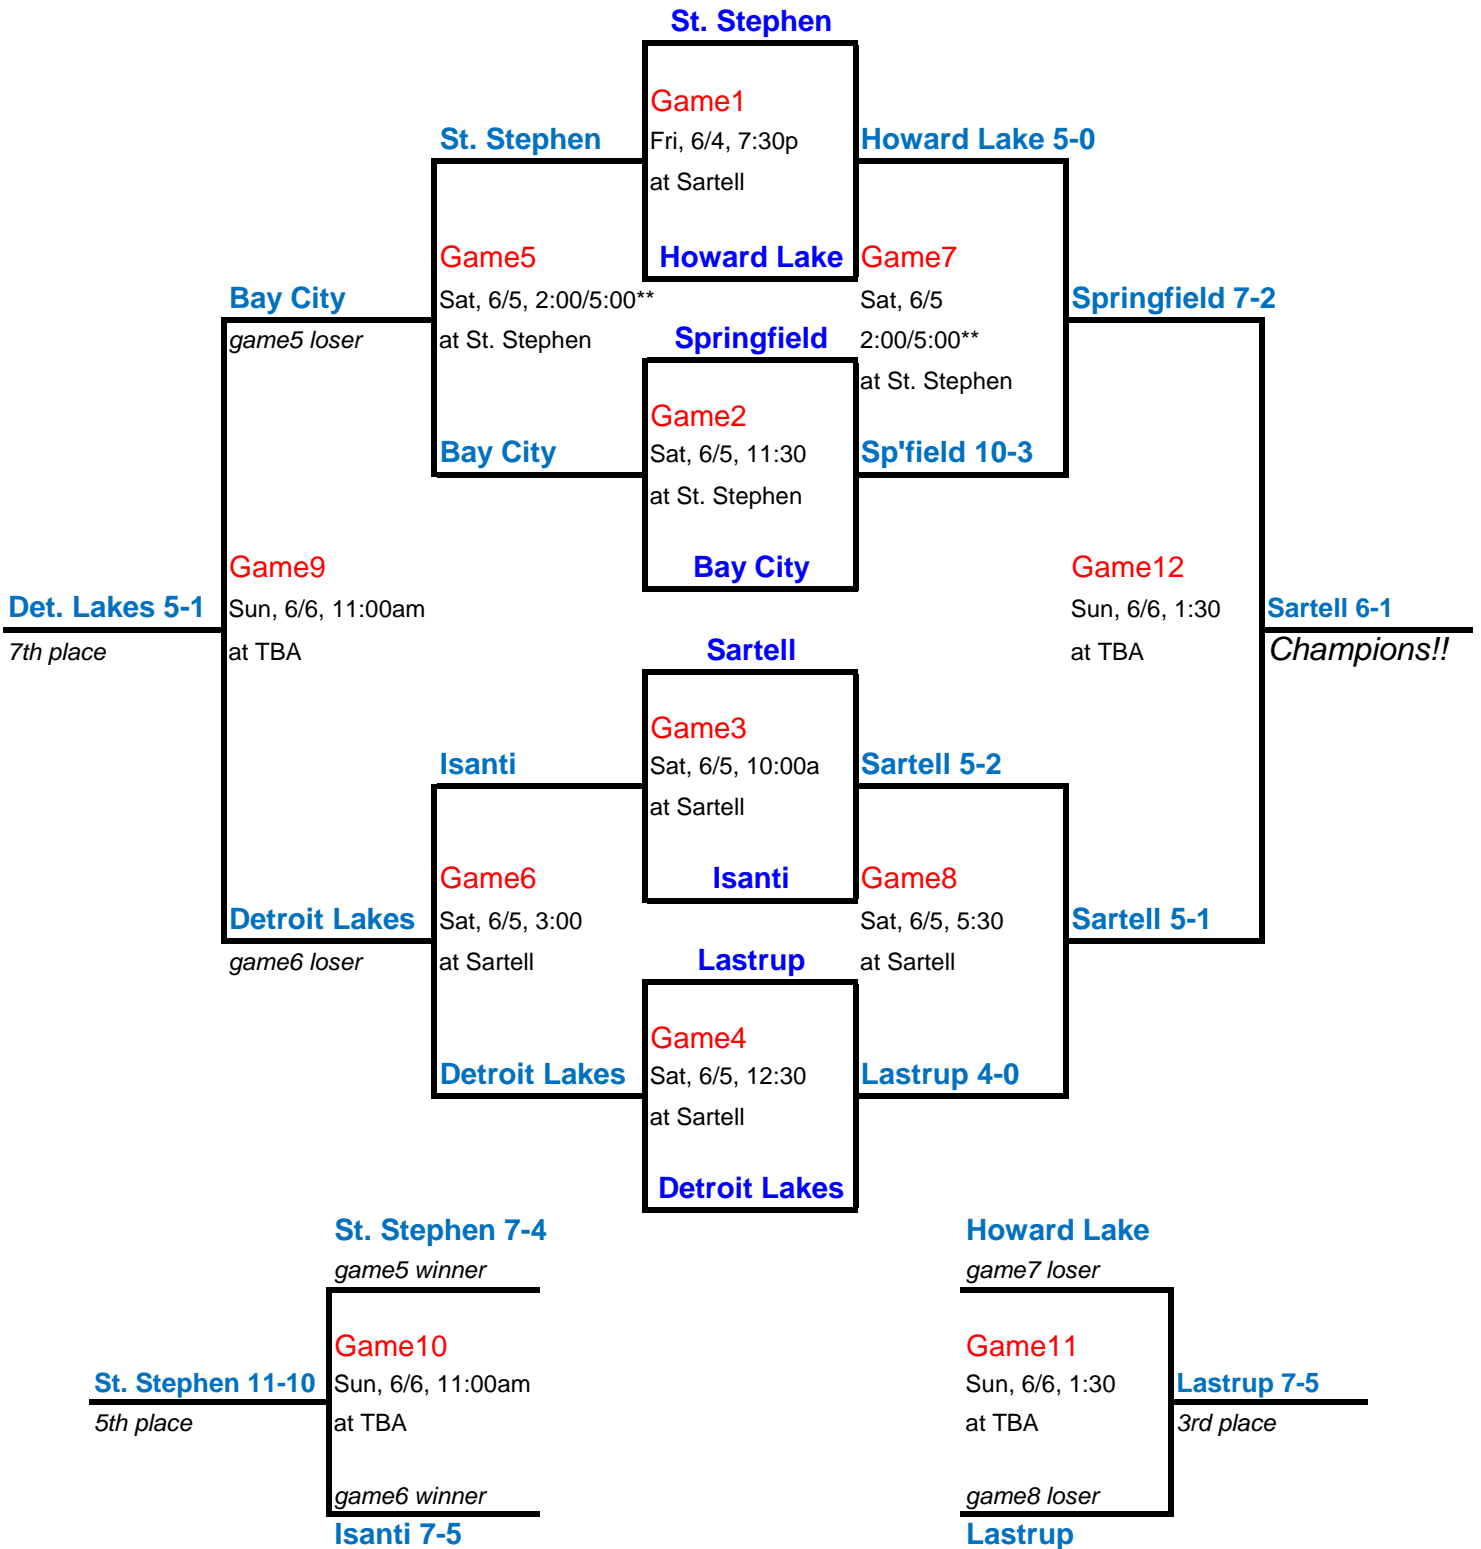 St. Stephen
Game1
St. Stephen
Fri, 6/4, 7:30p
Howard Lake 5-0
at Sartell
Game5
Howard Lake
Game7
Bay City
Sat, 6/5, 2:00/5:00**
Sat, 6/5
Springfield 7-2
game5 loser
at St. Stephen
Springfield
2:00/5:00**
at St. Stephen
Game2
Bay City
Sat, 6/5, 11:30
Sp'field 10-3
at St. Stephen
Game9
Bay City
Game12
Det. Lakes 5-1
Sun, 6/6, 11:00am
Sun, 6/6, 1:30
Sartell 6-1
7th place
at TBA
Sartell
at TBA
Champions!!
Game3
Isanti
Sat, 6/5, 10:00a
Sartell 5-2
at Sartell
Game6
Isanti
Game8
Detroit Lakes
Sat, 6/5, 3:00
Sat, 6/5, 5:30
Sartell 5-1
game6 loser
at Sartell
Lastrup
at Sartell
Game4
Detroit Lakes
Sat, 6/5, 12:30
Lastrup 4-0
at Sartell
Detroit Lakes
St. Stephen 7-4
Howard Lake
game5 winner
game7 loser
Game10
Game11
St. Stephen 11-10
Sun, 6/6, 11:00am
Sun, 6/6, 1:30
Lastrup 7-5
5th place
at TBA
at TBA
3rd place
game6 winner
game8 loser
Isanti 7-5
Lastrup